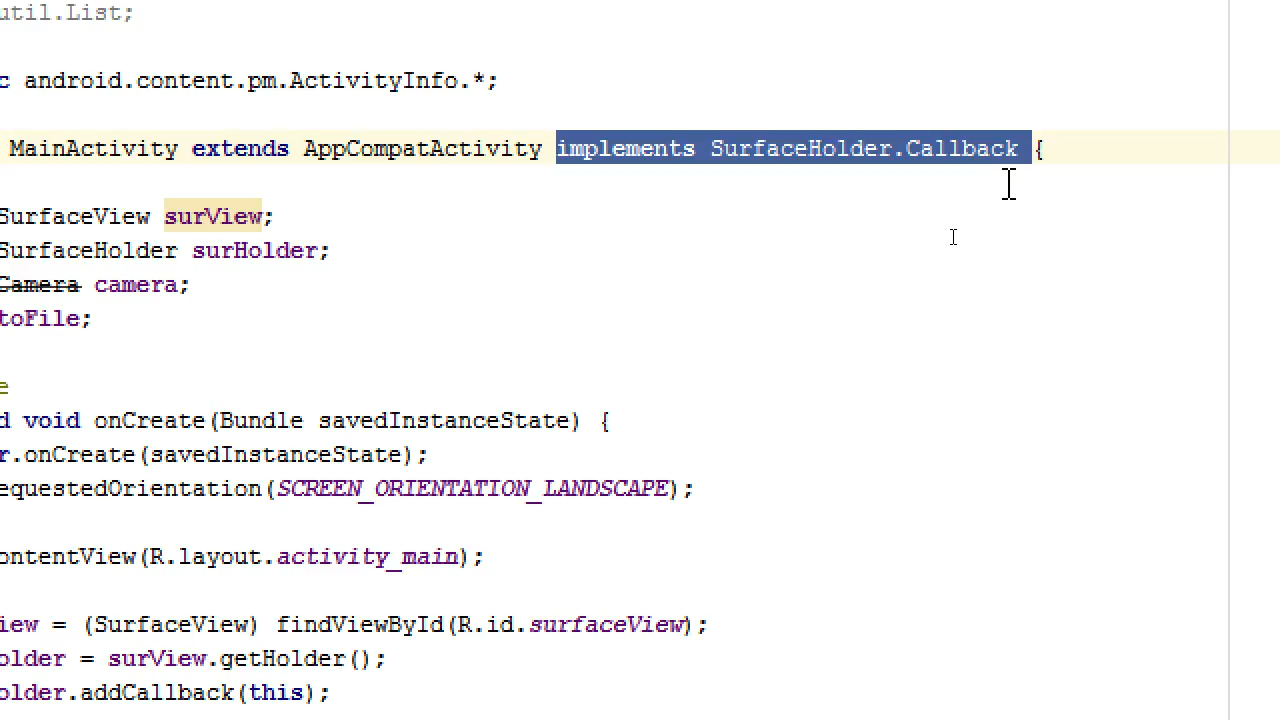 util.List;
c android.content.pm.ActivityInfo.*;
MainActivity extends AppCompatActivity implements SurfaceHolder.Callback {
SurfaceView surView;
SurfaceHolder surHolder;
Camera camera;
toFile;
e
d void onCreate(Bundle savedInstanceState) {
r.onCreate(savedInstanceState);
equestedOrientation(SCREEN_ORIENTATION_LANDSCAPE);
ontentView(R.layout.activity_main);
iew = (SurfaceView) findViewById(R.id.surfaceView);
older = surView.getHolder();
older.addCallback(this);